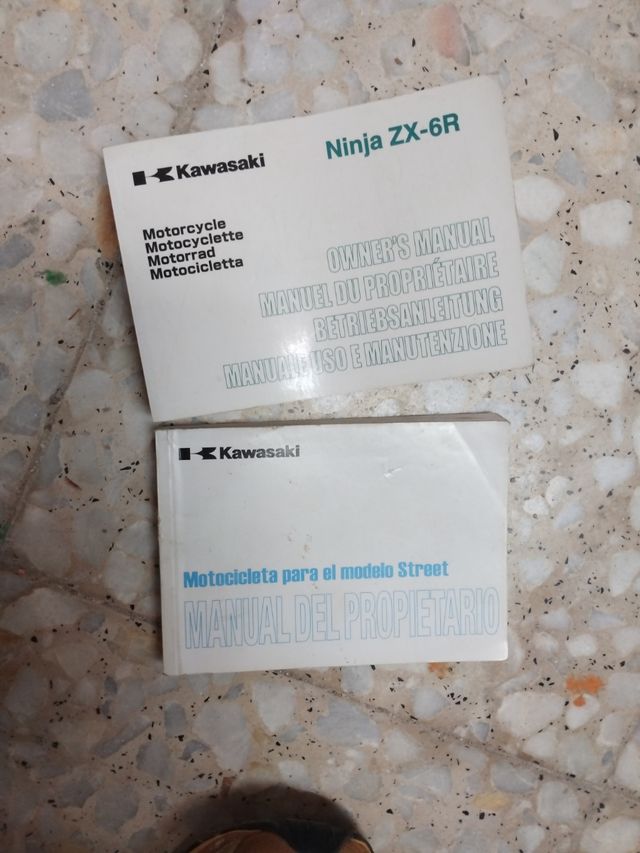 Kawasaki
Ninja ZX-6R
Motorcycle
Motocyclette
Motorrad
Motocicletta
OWNER'S MANUAL
MANUEL DU PROPRIÉTAIRE
BETRIEBSANLEITUNG
MANUALE USO E MANUTENZIONE
Kawasaki
Motocicleta para el modelo Street
MANUAL DEL PROPIETARIO